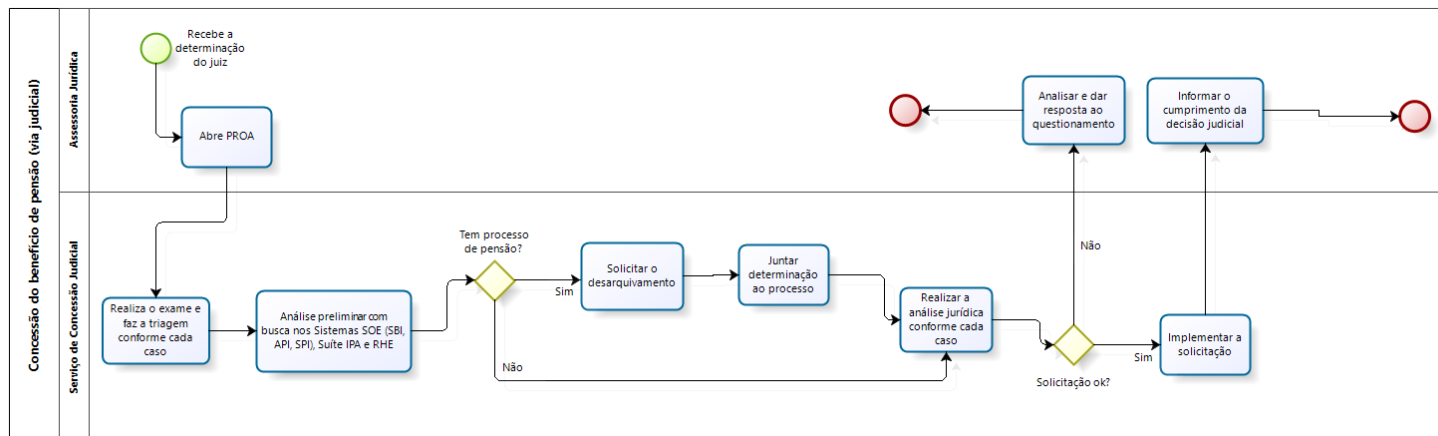 Concessão do benefício de pensão (via judicial)
Assessoria Jurídica
Recebe a
determinação
do juiz
Abre PROA
Analisar e dar
resposta ao
questionamento
Informar o
cumprimento da
decisão judicial
Serviço de Concessão Judicial
Realiza o exame e
faz a triagem
conforme cada
caso
Análise preliminar com
busca nos Sistemas SOE (SBI,
API, SPI), Suíte IPA e RHE
Tem processo
de pensão?
Sim
Não
Solicitar o
desarquivamento
Juntar
determinação
ao processo
Realizar a
análise jurídica
conforme cada
caso
Solicitação ok?
Não
Sim
Implementar a
solicitação